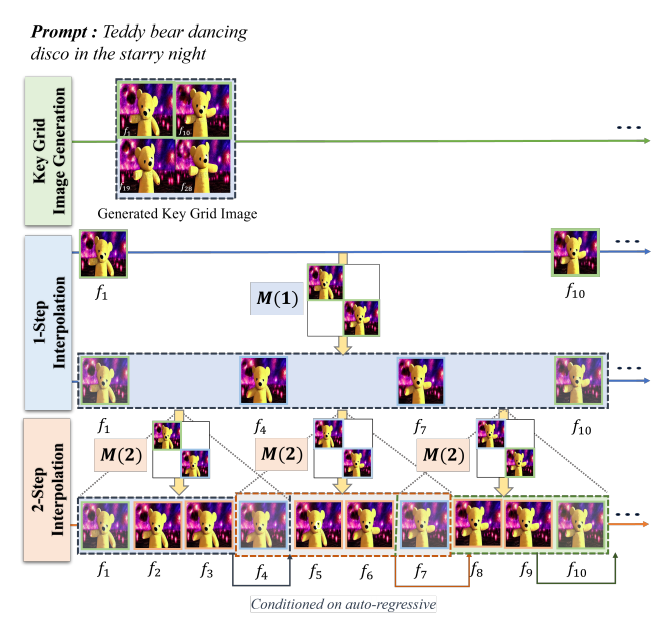 Prompt : Teddy bear dancing
disco in the starry night
Key Grid
Image Generation
f1
f10
f19
f28
...
Generated Key Grid Image
1-Step
Interpolation
...
f1
M(1)
f10
...
f1
f4
f7
f10
2-Step
Interpolation
M(2)
M(2)
M(2)
...
f1
f2
f3
f4
f5
f6
f7
f8
f9
f10
Conditioned on auto-regressive